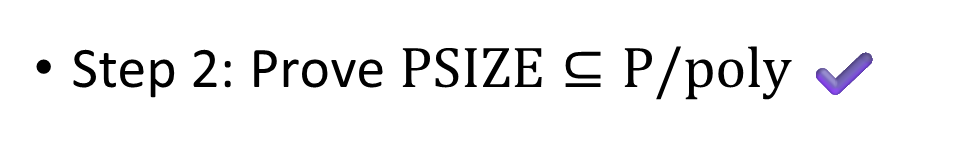 • Step 2: Prove PSIZE ⊆ P/poly ✔